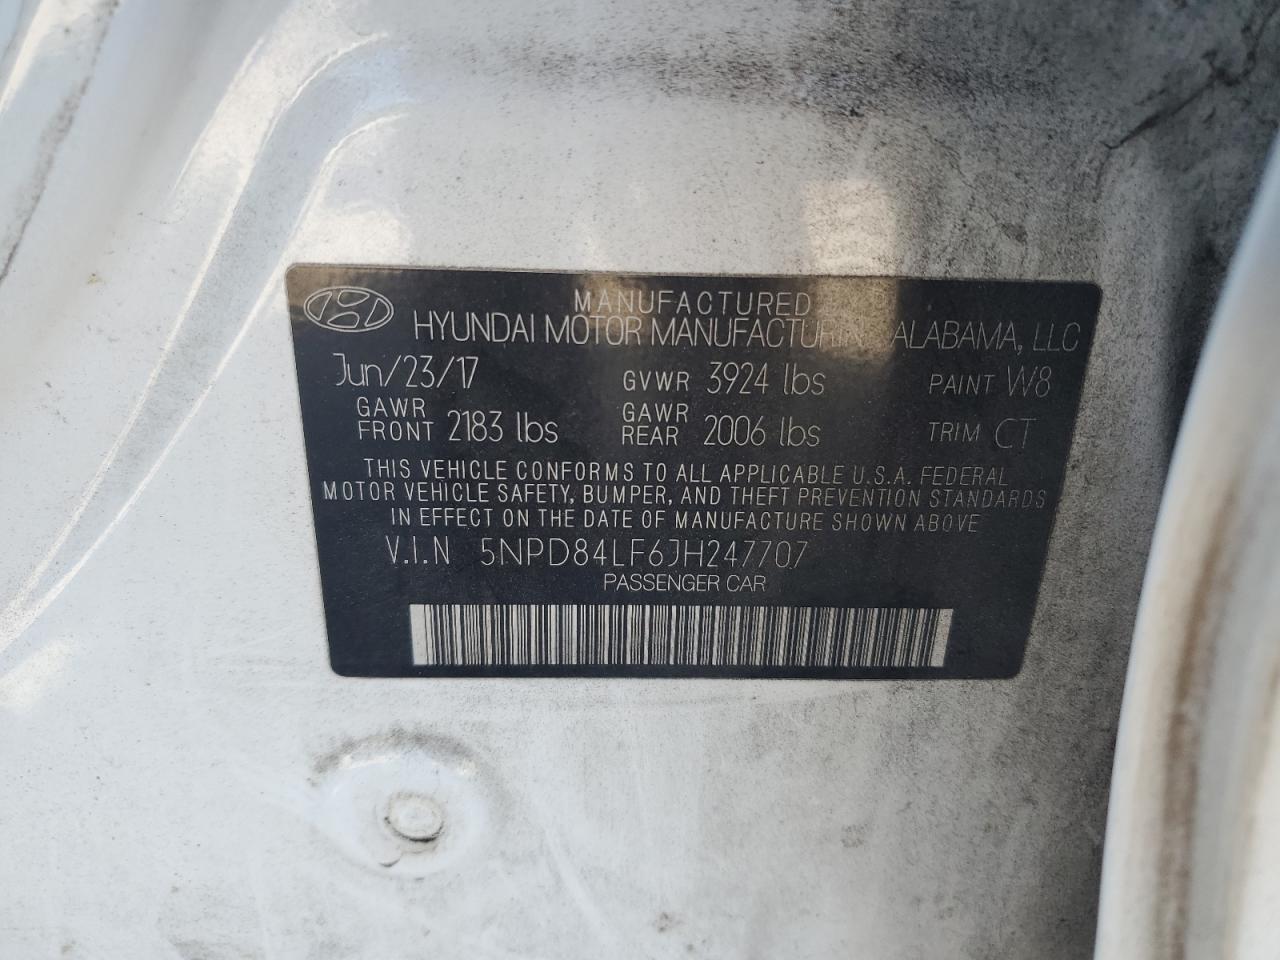 MANUFACTURED
HYUNDAI MOTOR MANUFACTURIN ALABAMA, LLC
Jun/23/17 GVWR 3924 lbs PAINT W8
GAWR FRONT 2183 lbs GAWR REAR 2006 lbs TRIM CT
THIS VEHICLE CONFORMS TO ALL APPLICABLE U.S.A. FEDERAL
MOTOR VEHICLE SAFETY, BUMPER, AND THEFT PREVENTION STANDARDS
IN EFFECT ON THE DATE OF MANUFACTURE SHOWN ABOVE
V.I.N 5NPD84LF6JH247707
PASSENGER CAR